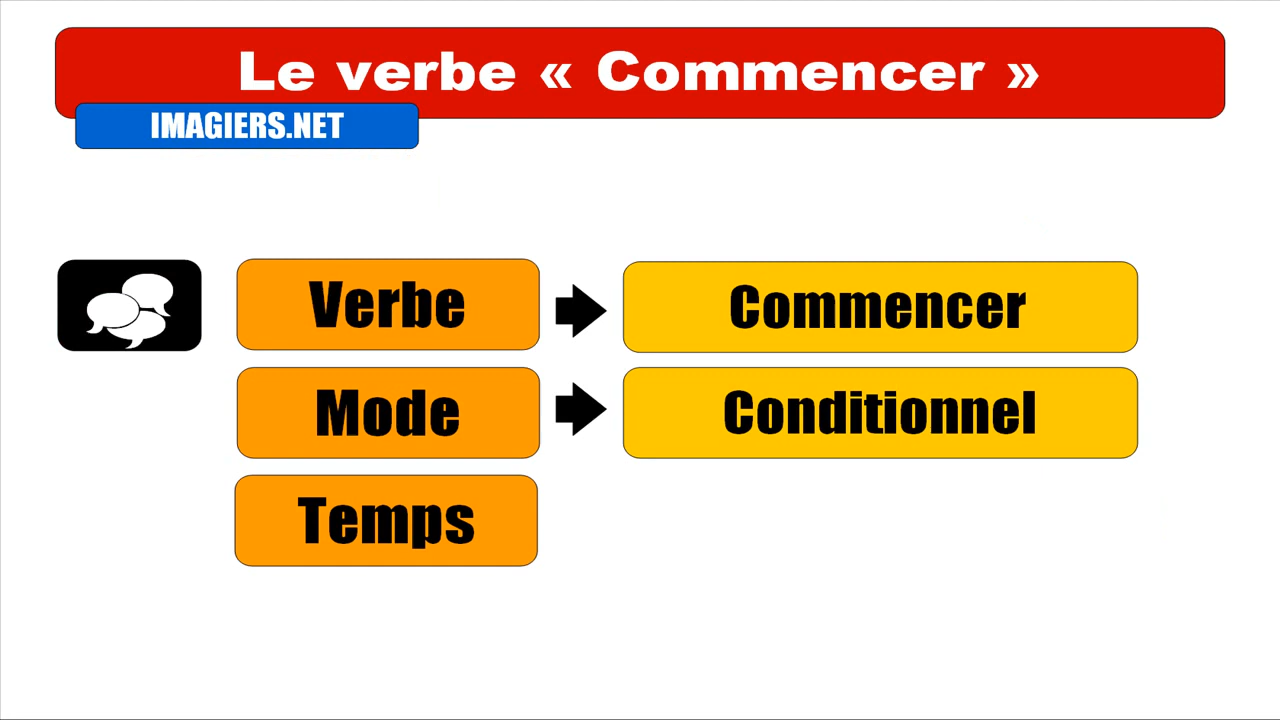 Le verbe « Commencer »
IMAGIERS.NET
Verbe Commencer
Mode Conditionnel
Temps